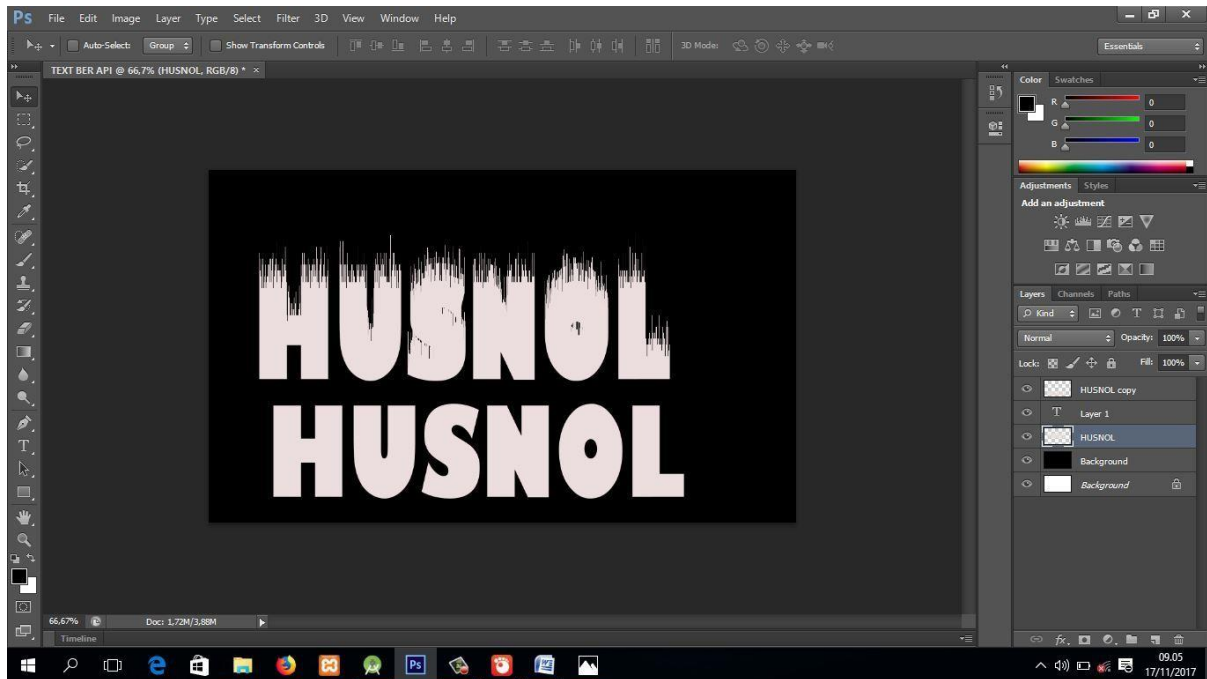 Ps File Edit Image Layer Type Select Filter 3D View Window Help
Auto-Select: Group Show Transform Controls 3D Mode: Essentials
TEXT BER API @ 66,7% (HUSNOL, RGB/8) * ×
Color Swatches
R 0
G 0
B 0
Adjustments Styles
Add an adjustment
HUSNOL
HUSNOL
Layers Channels Paths
Kind
Normal Opacity: 100%
Lock: Fill: 100%
HUSNOL copy
T Layer 1
HUSNOL
Background
Background
66,67% Doc: 1,72M/3,88M
Timeline
fx
Ps
09.05
17/11/2017